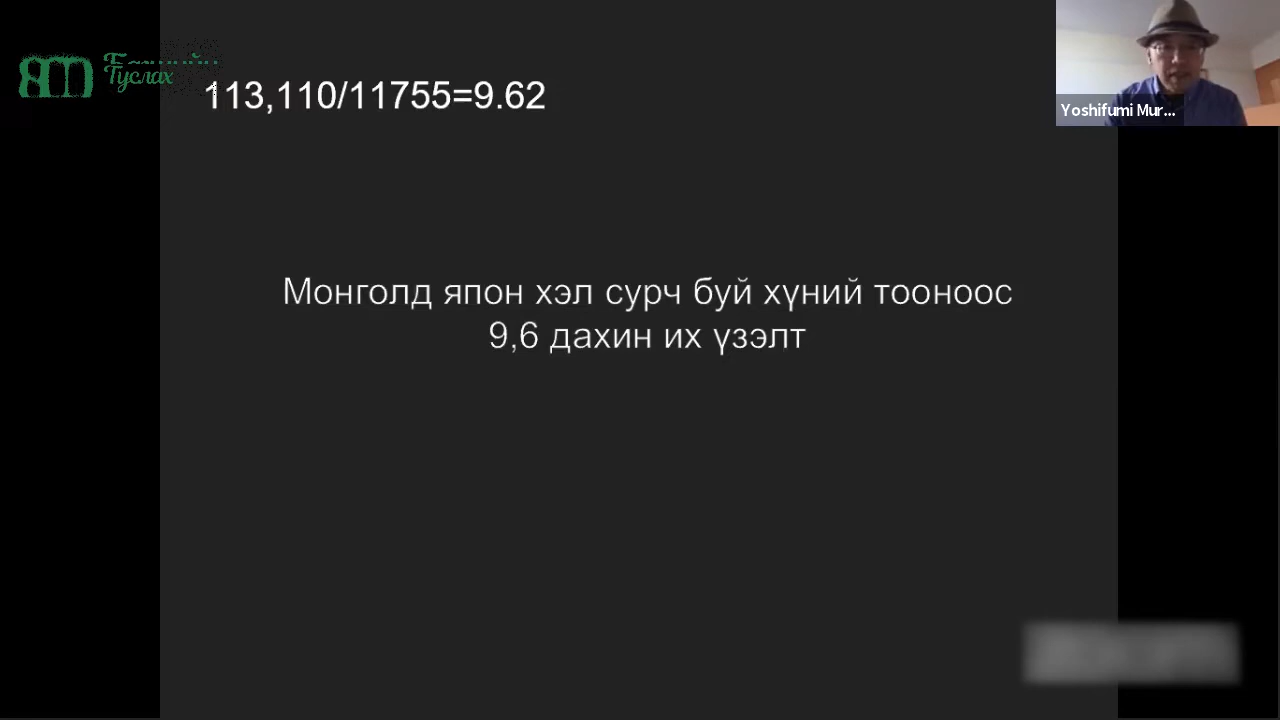 Туслах
113,110/11755=9.62
Yoshifumi Mur...
Монголд япон хэл сурч буй хүний тооноос
9,6 дахин их үзэлт